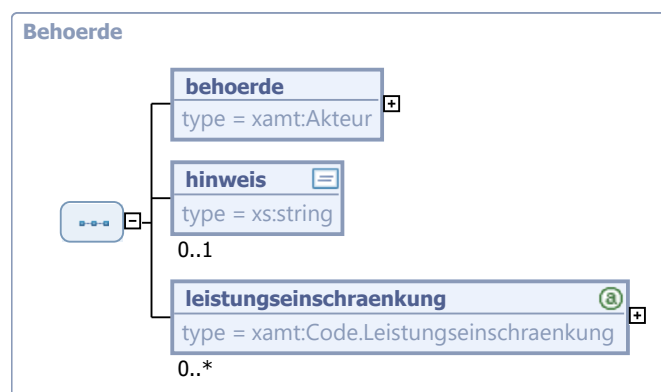 Behoerde
behoerde
type = xamt:Akteur
hinweis
type = xs:string
0..1
leistungseinschraenkung
a
type = xamt:Code.Leistungseinschraenkung
0..*